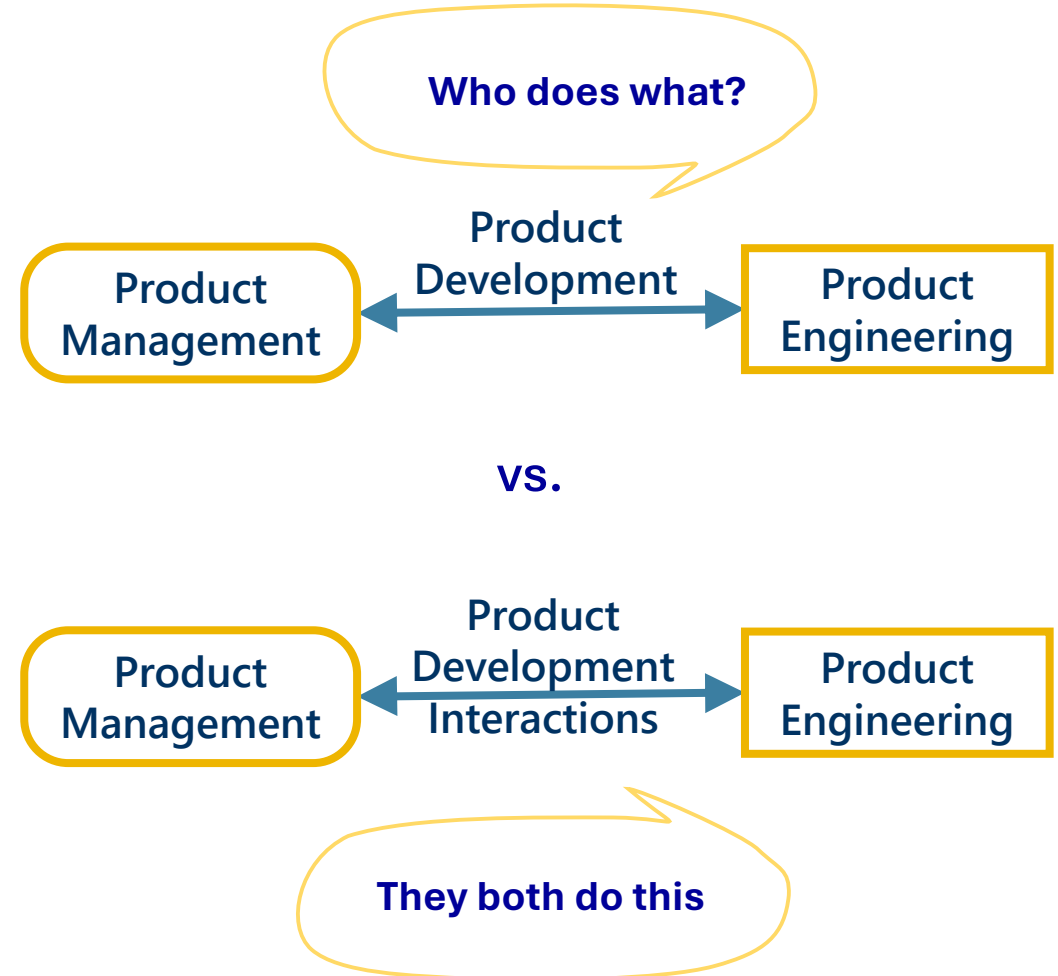 Who does what?
Product
Development
Product
Management
Product
Engineering
vs.
Product
Development
Interactions
Product
Management
Product
Engineering
They both do this